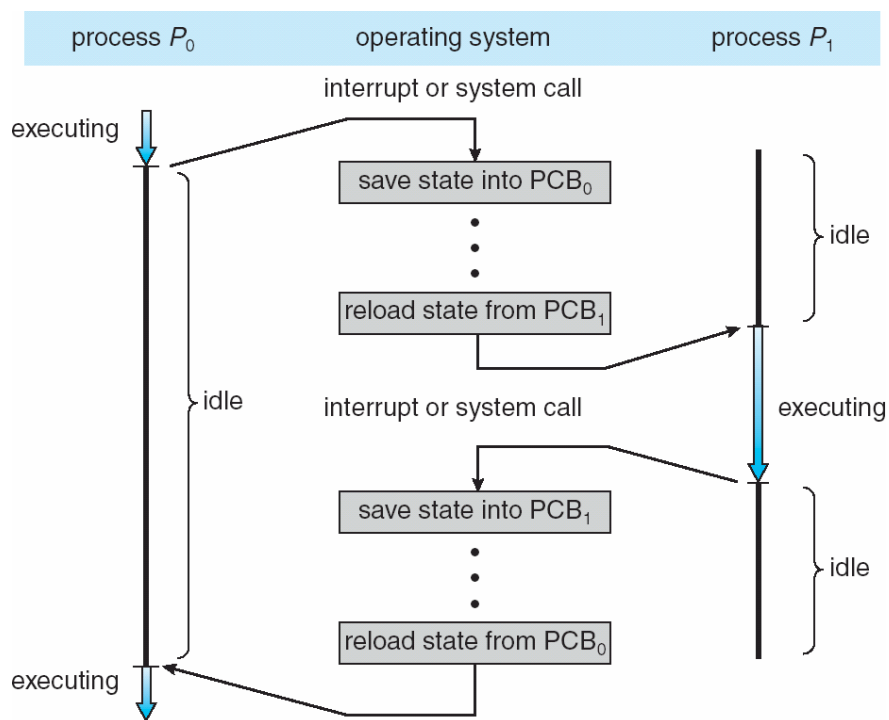 process P0 operating system process P1
interrupt or system call
executing
save state into PCB0
idle
reload state from PCB1
idle
interrupt or system call
executing
save state into PCB1
idle
reload state from PCB0
executing